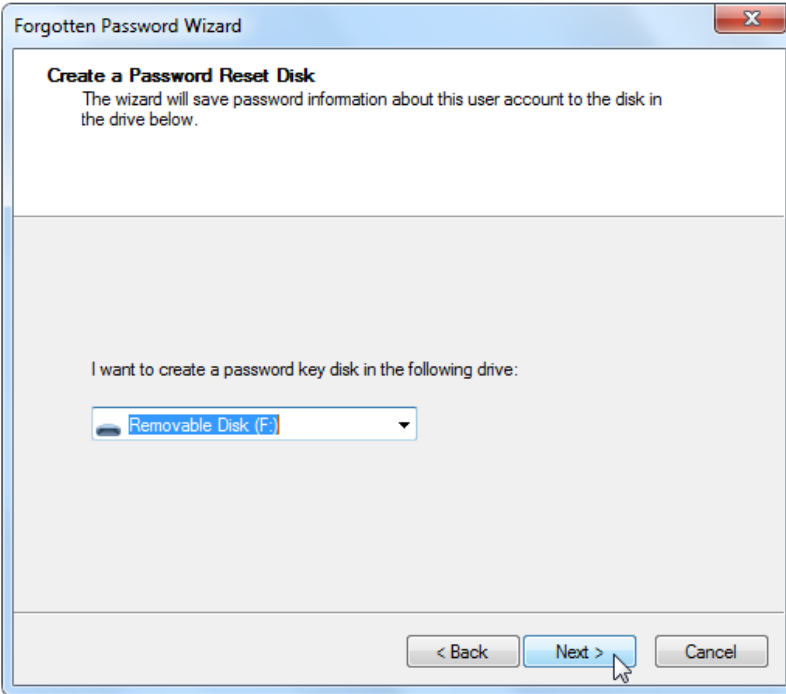 Forgotten Password Wizard
Create a Password Reset Disk
The wizard will save password information about this user account to the disk in
the drive below.
I want to create a password key disk in the following drive:
Removable Disk (F:)
< Back
Next >
Cancel